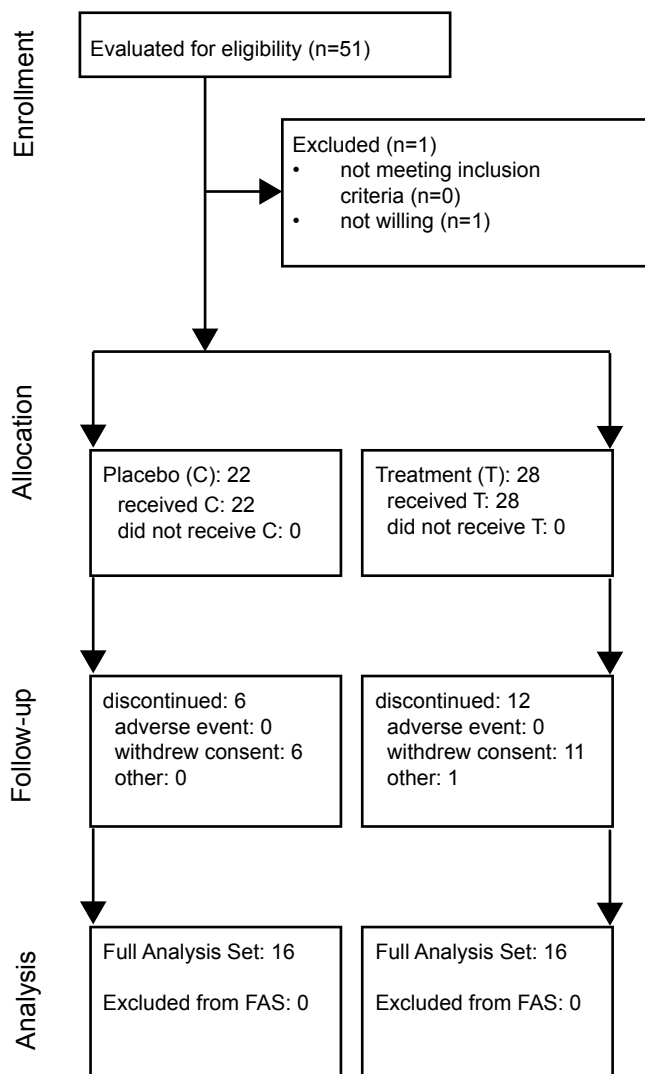 Enrollment
Evaluated for eligibility (n=51)
Excluded (n=1)
• not meeting inclusion
criteria (n=0)
• not willing (n=1)
Allocation
Placebo (C): 22
received C: 22
did not receive C: 0
Treatment (T): 28
received T: 28
did not receive T: 0
Follow-up
discontinued: 6
adverse event: 0
withdrew consent: 6
other: 0
discontinued: 12
adverse event: 0
withdrew consent: 11
other: 1
Analysis
Full Analysis Set: 16
Excluded from FAS: 0
Full Analysis Set: 16
Excluded from FAS: 0